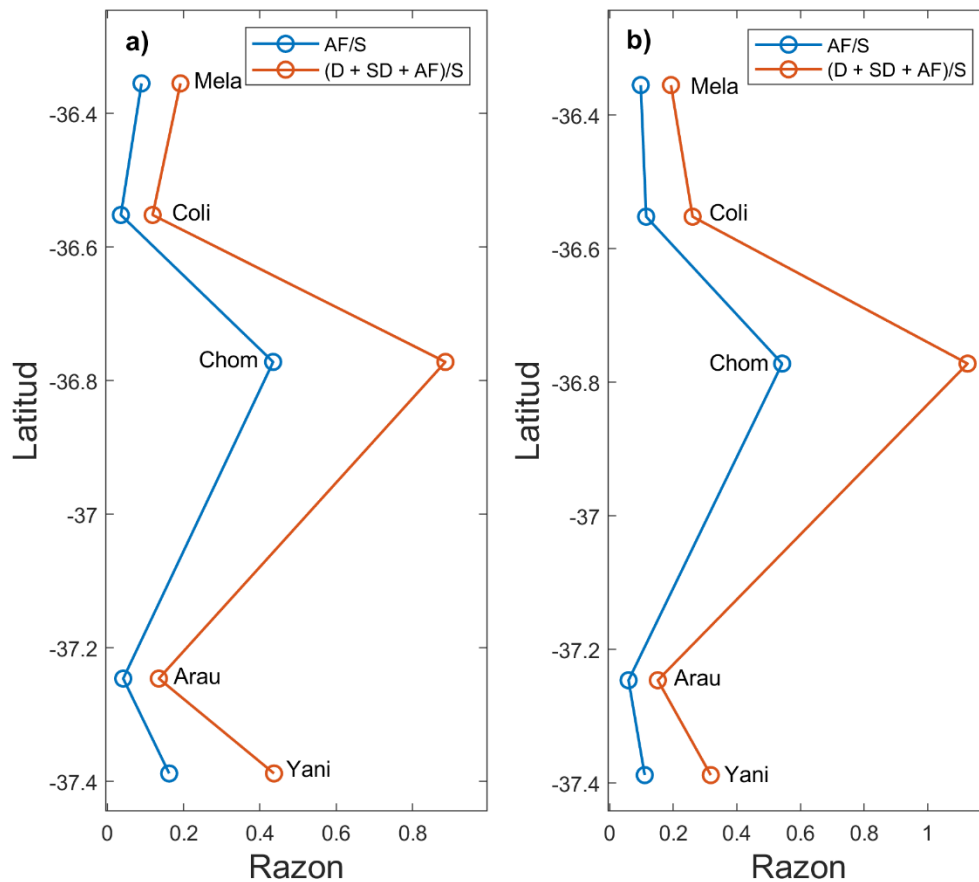 a)
AF/S
(D + SD + AF)/S
Mela
Coli
Chom
Arau
Yani
-36.4
-36.6
-36.8
-37
-37.2
-37.4
Latitud
0
0.2
0.4
0.6
0.8
Razon
b)
AF/S
(D + SD + AF)/S
Mela
Coli
Chom
Arau
Yani
-36.4
-36.6
-36.8
-37
-37.2
-37.4
Latitud
0
0.2
0.4
0.6
0.8
1
Razon